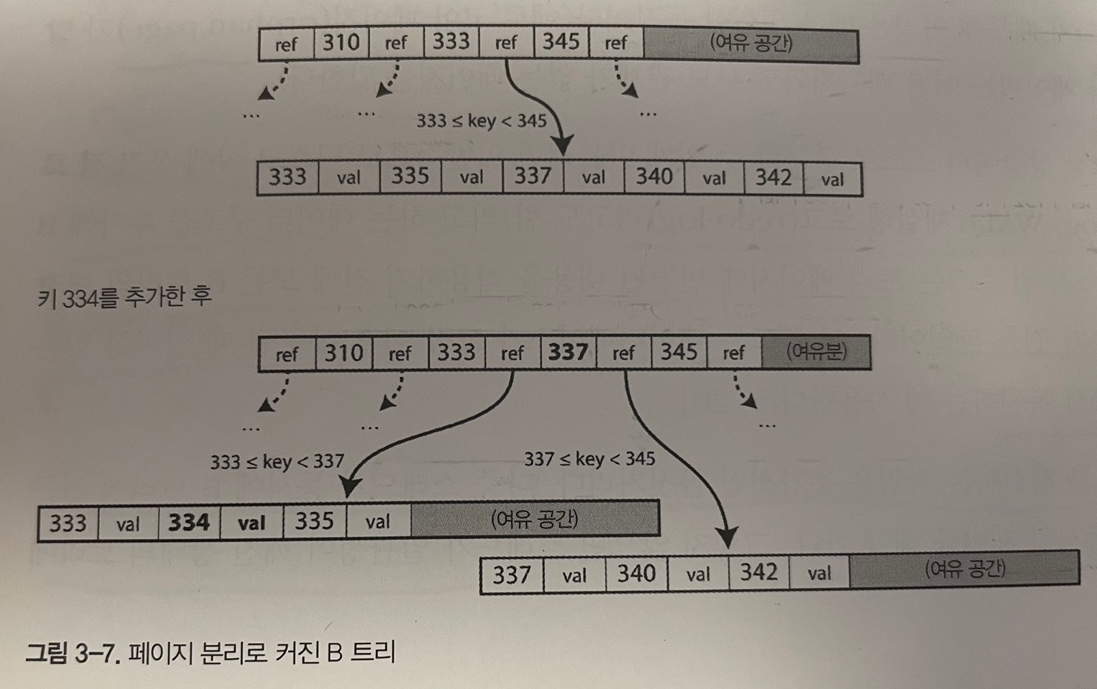 ref 310 ref 333 ref 345 ref (여유 공간)
... ... ...
333 ≤ key < 345
333 val 335 val 337 val 340 val 342 val
키 334를 추가한 후
ref 310 ref 333 ref 337 ref 345 ref (여유분)
... ... ...
333 ≤ key < 337 337 ≤ key < 345
333 val 334 val 335 val (여유 공간)
337 val 340 val 342 val (여유 공간)
그림 3-7. 페이지 분리로 커진 B 트리